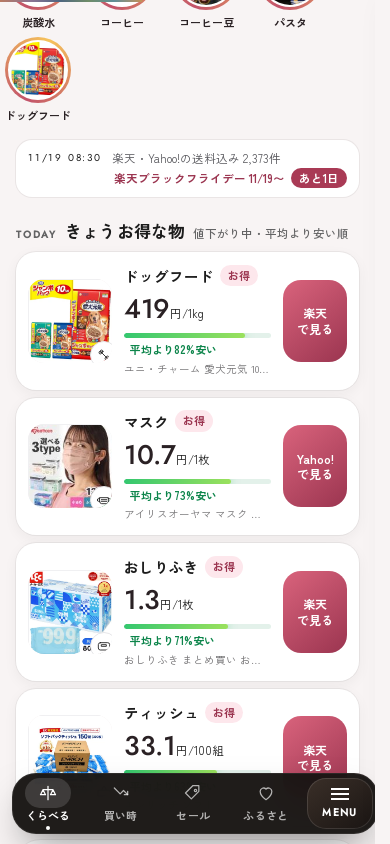 炭酸水
コーヒー
コーヒー豆
パスタ
ドッグフード
11/19 08:30 楽天・Yahoo!の送料込み 2,373件
楽天ブラックフライデー 11/19〜 あと1日
TODAY きょうお得な物 値下がり中・平均より安い順
ドッグフード お得
419円/1kg
平均より82%安い
ユニ・チャーム 愛犬元気 10...
楽天
で見る
マスク お得
10.7円/1枚
平均より73%安い
アイリスオーヤマ マスク ...
Yahoo!
で見る
選べる
3type
おしりふき お得
1.3円/1枚
平均より71%安い
おしりふき まとめ買い お...
楽天
で見る
ティッシュ お得
33.1円/100組
楽天
で見る
くらべる
買い時
セール
ふるさと
MENU